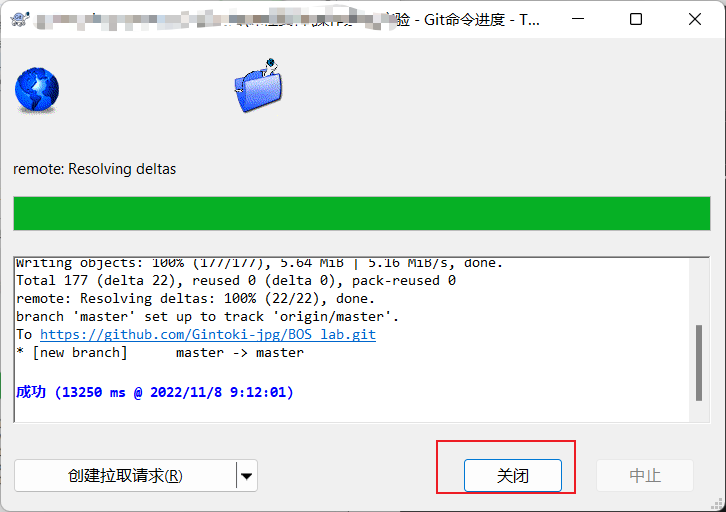 验 - Git命令进度 - T...
remote: Resolving deltas
Writing objects: 100% (177/177), 5.64 MiB | 5.16 MiB/s, done.
Total 177 (delta 22), reused 0 (delta 0), pack-reused 0
remote: Resolving deltas: 100% (22/22), done.
branch 'master' set up to track 'origin/master'.
To https://github.com/Gintoki-jpg/BOS_lab.git
* [new branch]      master -> master
成功 (13250 ms @ 2022/11/8 9:12:01)
创建拉取请求(R)
关闭
中止